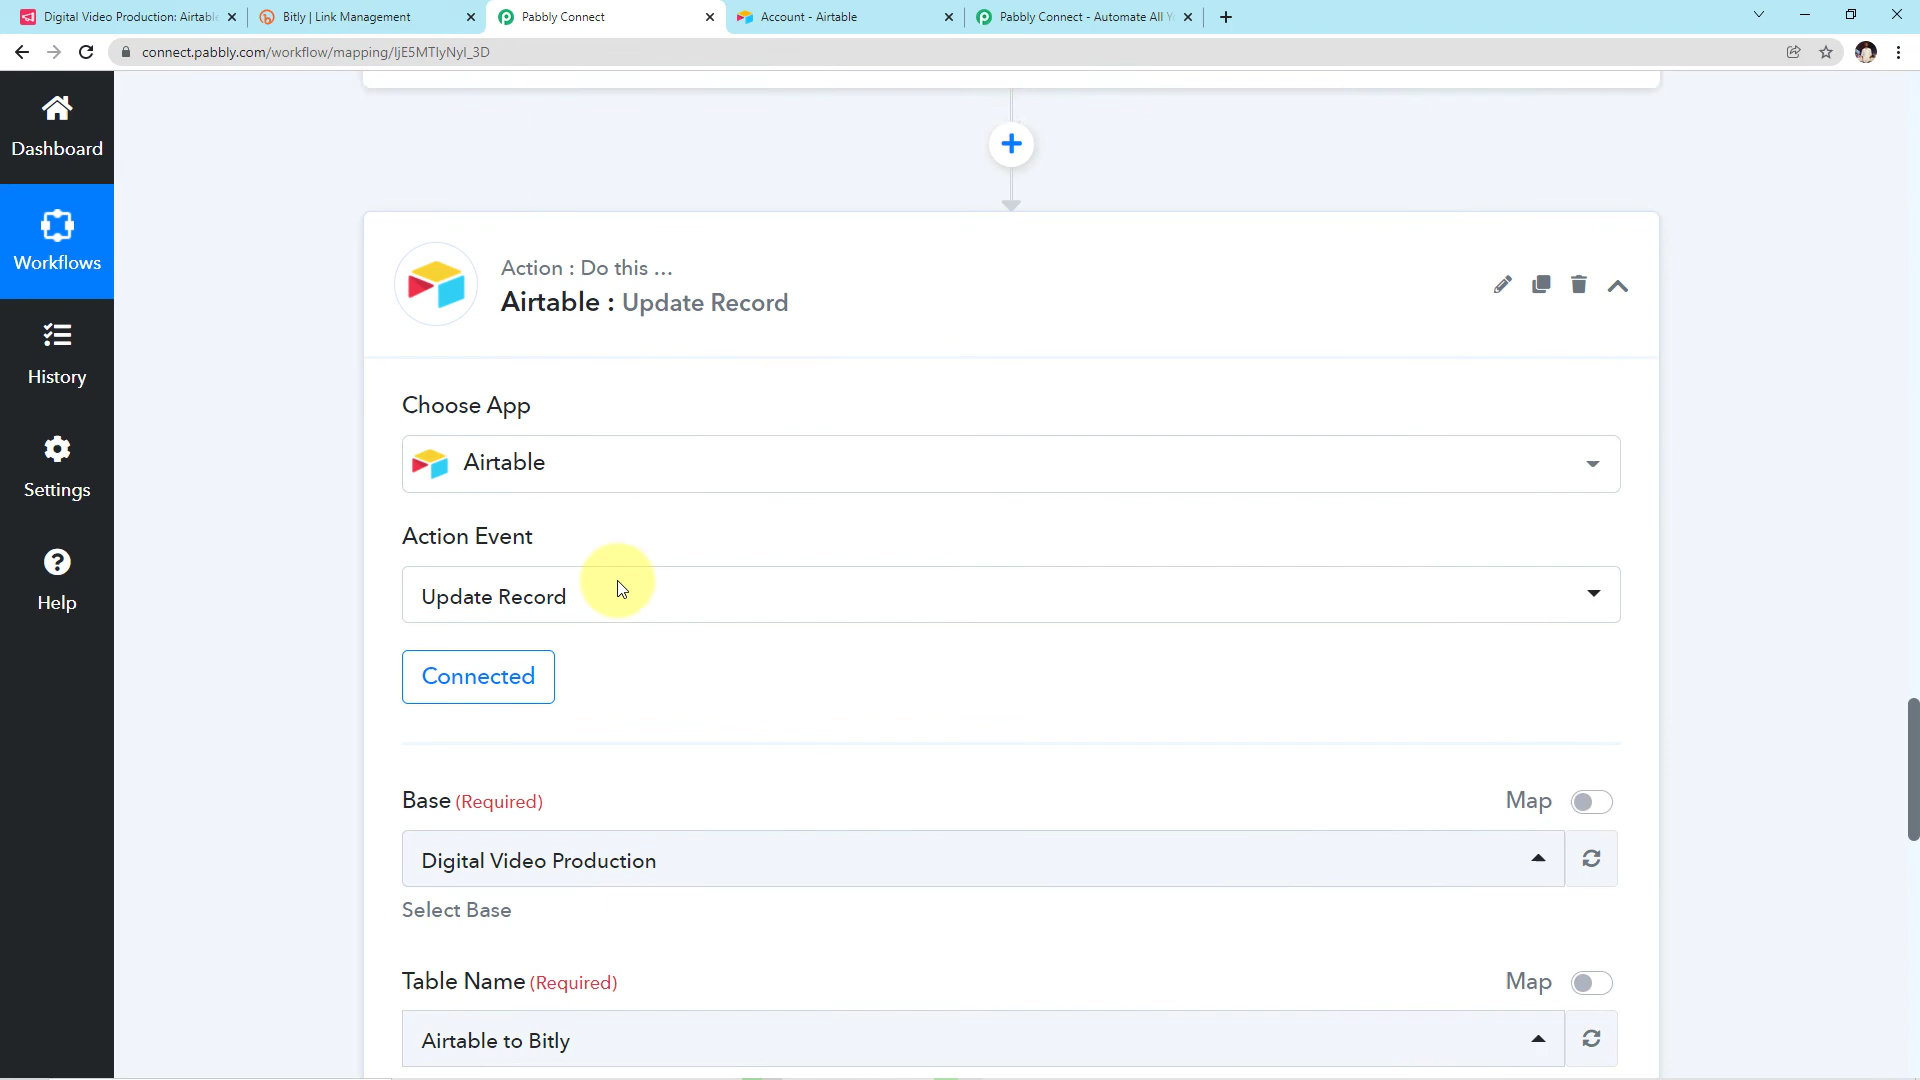 Digital Video Production: Airtabl
Bitly | Link Management
Pabbly Connect
Account - Airtable
Pabbly Connect - Automate All Y
connect.pabbly.com/workflow/mapping/IjE5MTIyNyI_3D
Dashboard
Workflows
History
Settings
Help
Action : Do this ...
Airtable : Update Record
Choose App
Airtable
Action Event
Update Record
Connected
Base (Required)
Map
Digital Video Production
Select Base
Table Name (Required)
Map
Airtable to Bitly